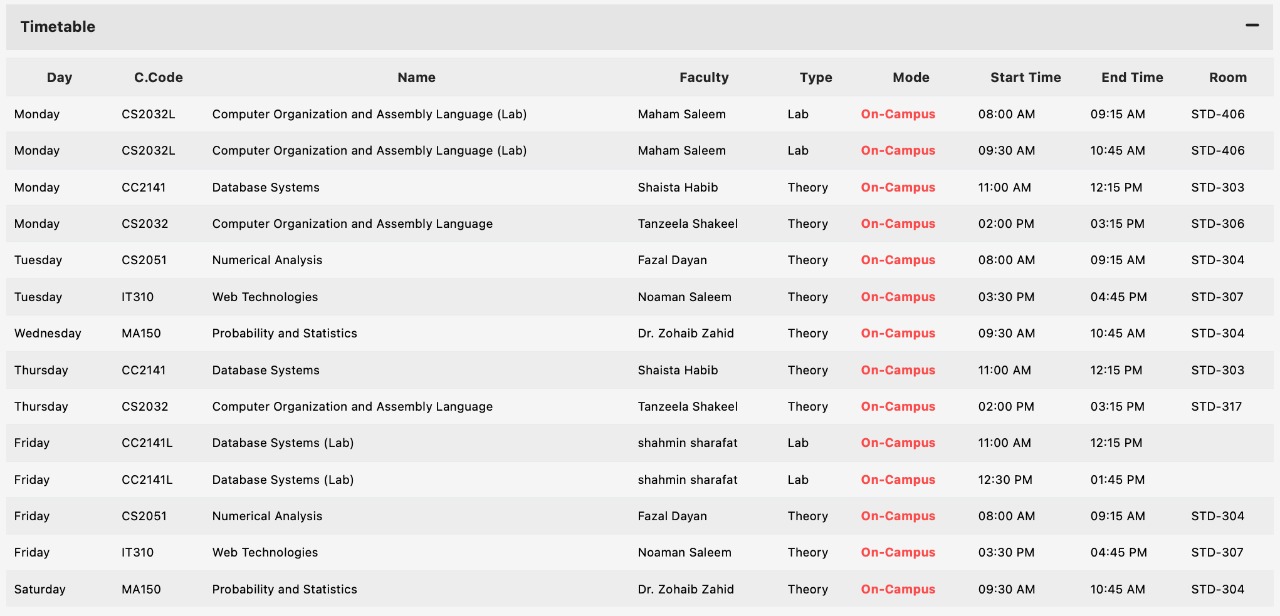 Timetable
Day C.Code Name Faculty Type Mode Start Time End Time Room
Monday CS2032L Computer Organization and Assembly Language (Lab) Maham Saleem Lab On-Campus 08:00 AM 09:15 AM STD-406
Monday CS2032L Computer Organization and Assembly Language (Lab) Maham Saleem Lab On-Campus 09:30 AM 10:45 AM STD-406
Monday CC2141 Database Systems Shaista Habib Theory On-Campus 11:00 AM 12:15 PM STD-303
Monday CS2032 Computer Organization and Assembly Language Tanzeela Shakeel Theory On-Campus 02:00 PM 03:15 PM STD-306
Tuesday CS2051 Numerical Analysis Fazal Dayan Theory On-Campus 08:00 AM 09:15 AM STD-304
Tuesday IT310 Web Technologies Noaman Saleem Theory On-Campus 03:30 PM 04:45 PM STD-307
Wednesday MA150 Probability and Statistics Dr. Zohaib Zahid Theory On-Campus 09:30 AM 10:45 AM STD-304
Thursday CC2141 Database Systems Shaista Habib Theory On-Campus 11:00 AM 12:15 PM STD-303
Thursday CS2032 Computer Organization and Assembly Language Tanzeela Shakeel Theory On-Campus 02:00 PM 03:15 PM STD-317
Friday CC2141L Database Systems (Lab) shahmin sharafat Lab On-Campus 11:00 AM 12:15 PM
Friday CC2141L Database Systems (Lab) shahmin sharafat Lab On-Campus 12:30 PM 01:45 PM
Friday CS2051 Numerical Analysis Fazal Dayan Theory On-Campus 08:00 AM 09:15 AM STD-304
Friday IT310 Web Technologies Noaman Saleem Theory On-Campus 03:30 PM 04:45 PM STD-307
Saturday MA150 Probability and Statistics Dr. Zohaib Zahid Theory On-Campus 09:30 AM 10:45 AM STD-304